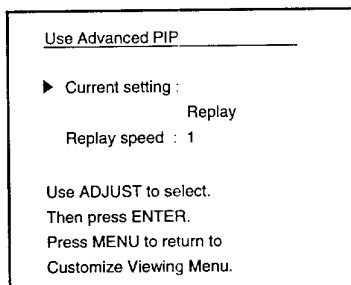 Use Advanced PIP
▶ Current setting :
Replay
Replay speed : 1
Use ADJUST to select.
Then press ENTER.
Press MENU to return to
Customize Viewing Menu.